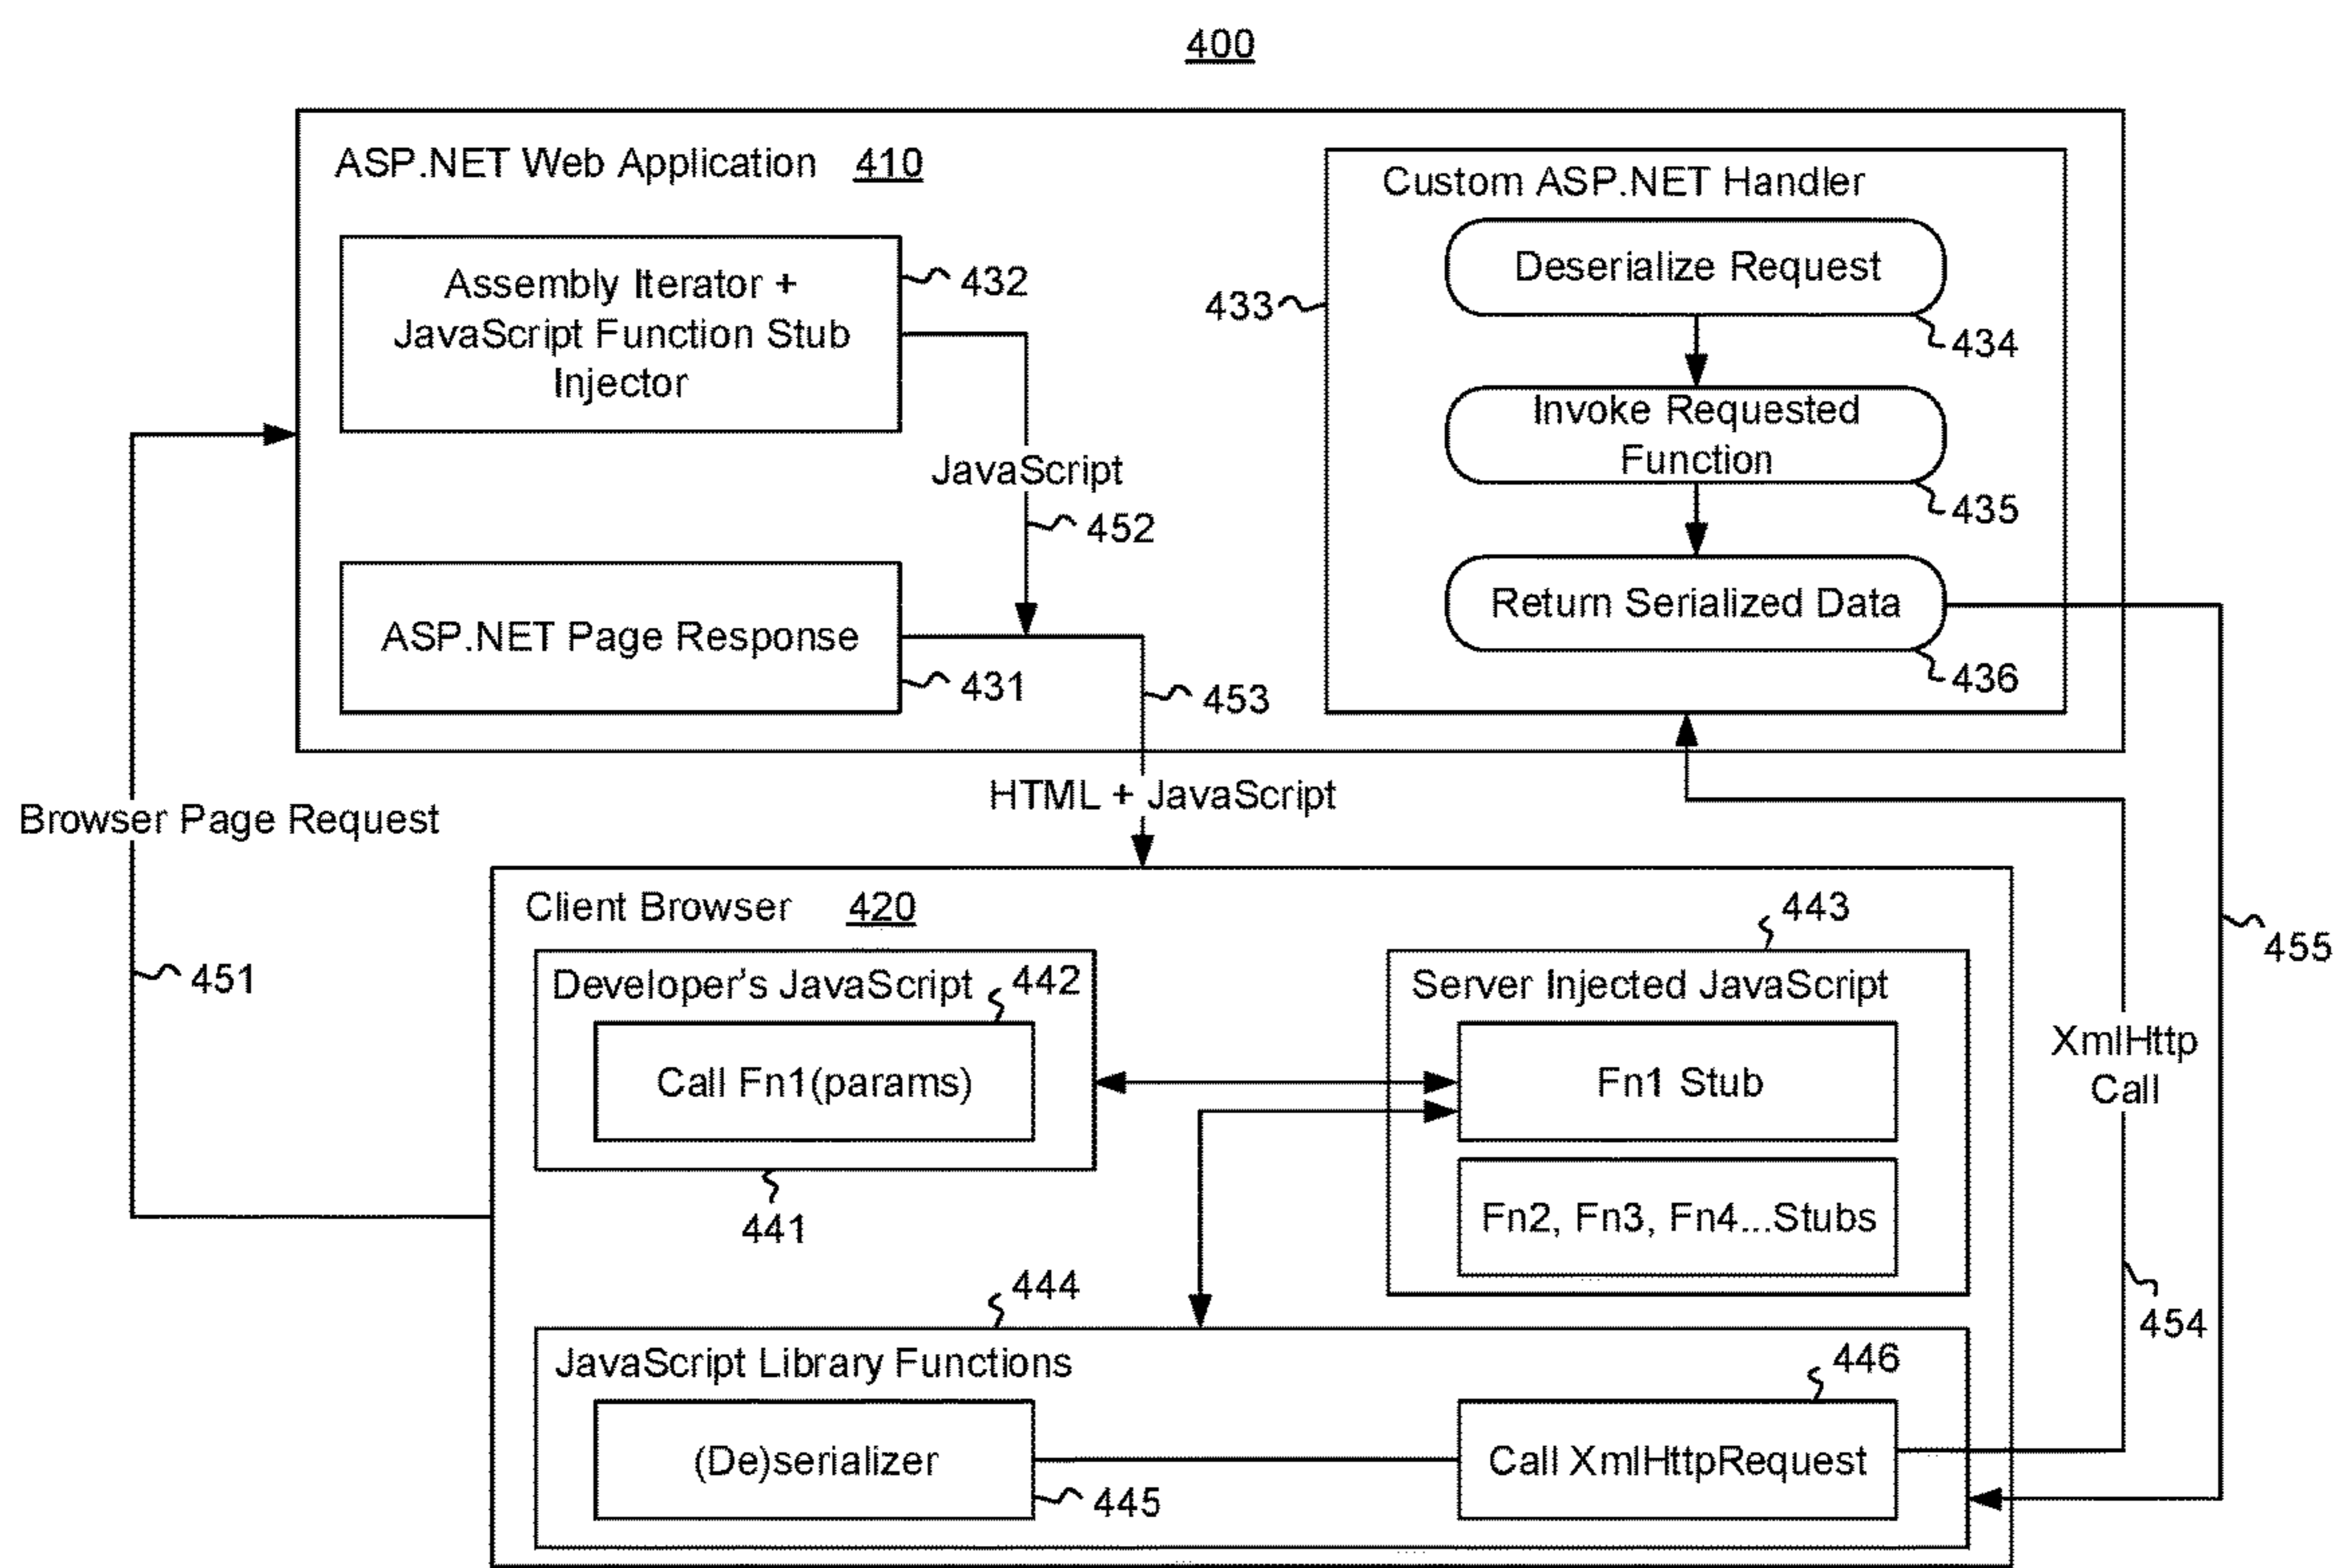 400
ASP.NET Web Application 410
Assembly Iterator +
JavaScript Function Stub
Injector
432
JavaScript
452
ASP.NET Page Response
431
453
Custom ASP.NET Handler
433
Deserialize Request
434
Invoke Requested
Function
435
Return Serialized Data
436
Browser Page Request
451
HTML + JavaScript
Client Browser 420
Developer's JavaScript
442
Call Fn1(params)
441
443
Server Injected JavaScript
Fn1 Stub
Fn2, Fn3, Fn4...Stubs
444
JavaScript Library Functions
(De)serializer
445
446
Call XmlHttpRequest
XmlHttp
Call
454
455